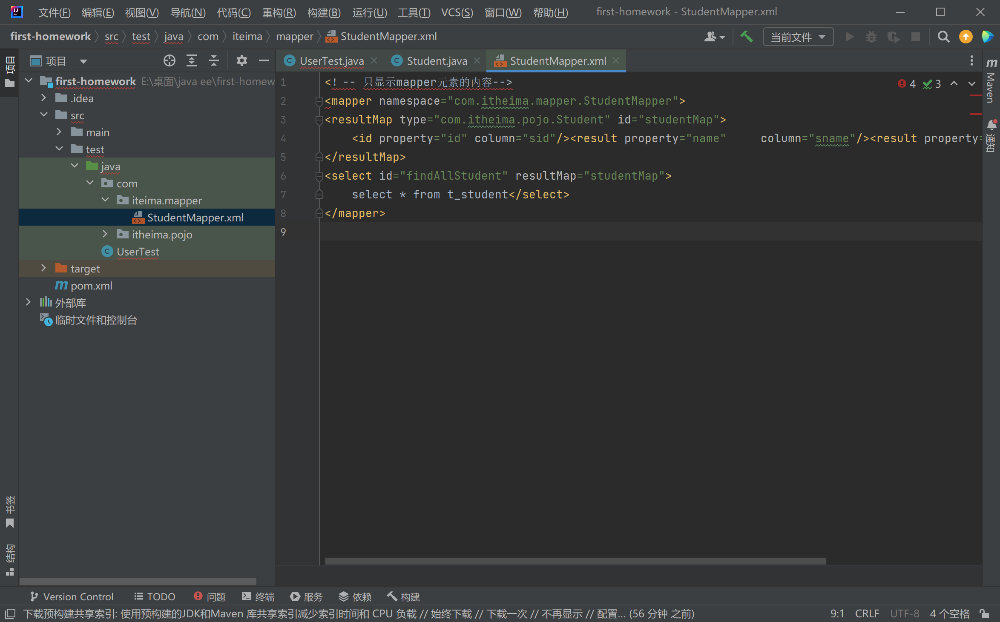 文件(F) 编辑(E) 视图(V) 导航(N) 代码(C) 重构(R) 构建(B) 运行(U) 工具(T) VCS(S) 窗口(W) 帮助(H) first-homework - StudentMapper.xml
first-homework src test java com iteima mapper StudentMapper.xml 当前文件
项目
项目
UserTest.java
Student.java
StudentMapper.xml
first-homework E:\桌面\java ee\first-homew
.idea
src
main
test
java
com
iteima.mapper
StudentMapper.xml
itheima.pojo
UserTest
target
pom.xml
外部库
临时文件和控制台
4 3
1 <! -- 只显示mapper元素的内容-->
2 <mapper namespace="com.itheima.mapper.StudentMapper">
3 <resultMap type="com.itheima.pojo.Student" id="studentMap">
4 <id property="id" column="sid"/><result property="name" column="sname"/><result property=
5 </resultMap>
6 <select id="findAllStudent" resultMap="studentMap">
7 select * from t_student</select>
8 </mapper>
9
m Maven
通知
书签
结构
Version Control TODO 问题 终端 服务 依赖 构建
下载预构建共享索引: 使用预构建的JDK和Maven 库共享索引减少索引时间和 CPU 负载 // 始终下载 // 下载一次 // 不再显示 // 配置... (56 分钟 之前) 9:1 CRLF UTF-8 4 个空格